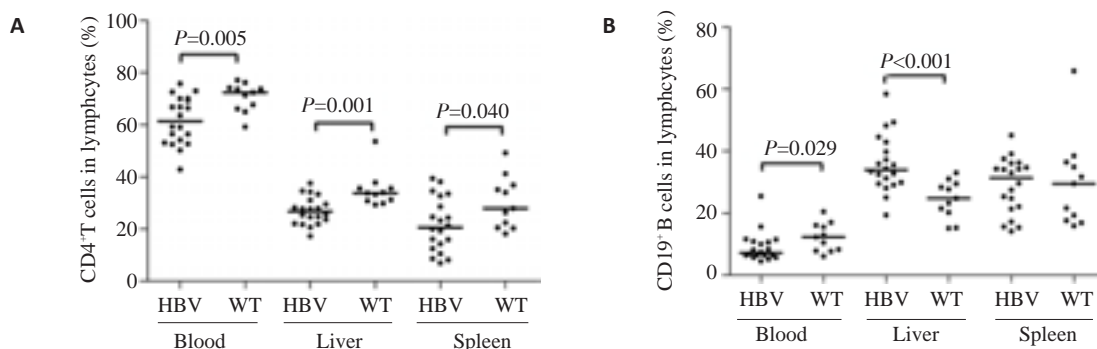 A
CD4⁺T cells in lymphcytes (%)
100
80
60
40
20
0
P=0.005
P=0.001
P=0.040
HBV WT HBV WT HBV WT
Blood Liver Spleen
B
CD19⁺ B cells in lymphocytes (%)
80
60
40
20
0
P=0.029
P<0.001
HBV WT HBV WT HBV WT
Blood Liver Spleen